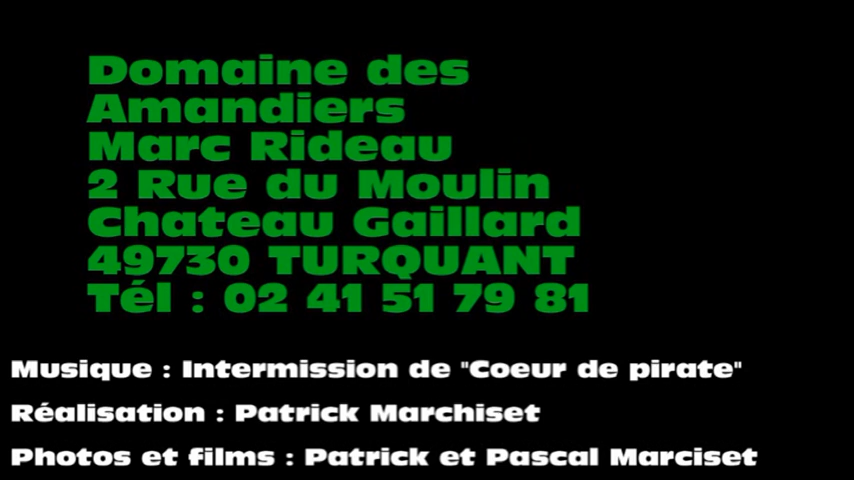 Domaine des
Amandiers
Marc Rideau
2 Rue du Moulin
Chateau Gaillard
49730 TURQUANT
Tél : 02 41 51 79 81
Musique : Intermission de "Coeur de pirate"
Réalisation : Patrick Marchiset
Photos et films : Patrick et Pascal Marciset